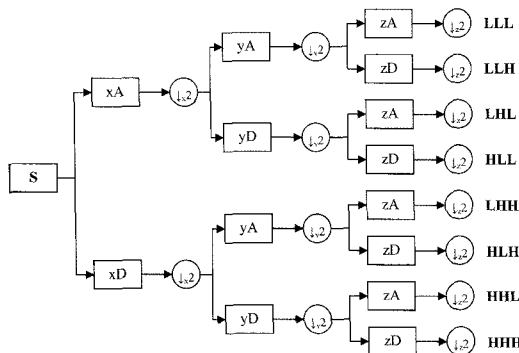 zA ↓z2 LLL
yA ↓y2
zD ↓z2 LLH
xA ↓x2
zA ↓z2 LHL
yD ↓y2
zD ↓z2 HLL
S
zA ↓z2 LHH
yA ↓y2
zD ↓z2 HLH
xD ↓x2
zA ↓z2 HHL
yD ↓y2
zD ↓z2 HHH